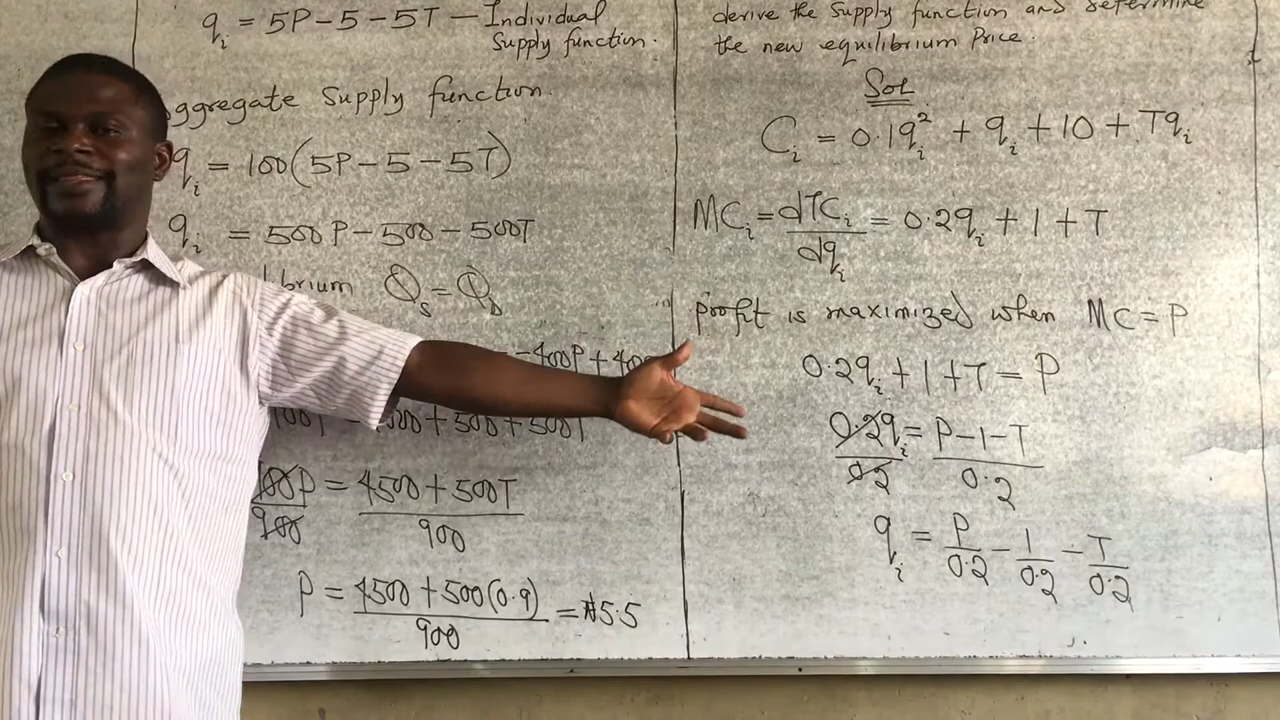 qᵢ = 5P - 5 - 5T — Individual
Supply function.
ggregate Supply function.
qᵢ = 100(5P - 5 - 5T)
qᵢ = 500P - 500 - 500T
brium Qs = QD
-400P + 400
+ 500 + 500T
P = 4500 + 500T
900 900
P = 4500 + 500(0.9) = ₦5.5
900
derive the supply function and determine
the new equilibrium Price.
Sol
Cᵢ = 0.1qᵢ² + qᵢ + 10 + Tqᵢ
MCᵢ = dTCᵢ = 0.2qᵢ + 1 + T
dqᵢ
profit is maximized when MC = P
0.2qᵢ + 1 + T = P
0.2qᵢ = P - 1 - T
0.2 0.2
qᵢ = P - 1 - T
0.2 0.2 0.2